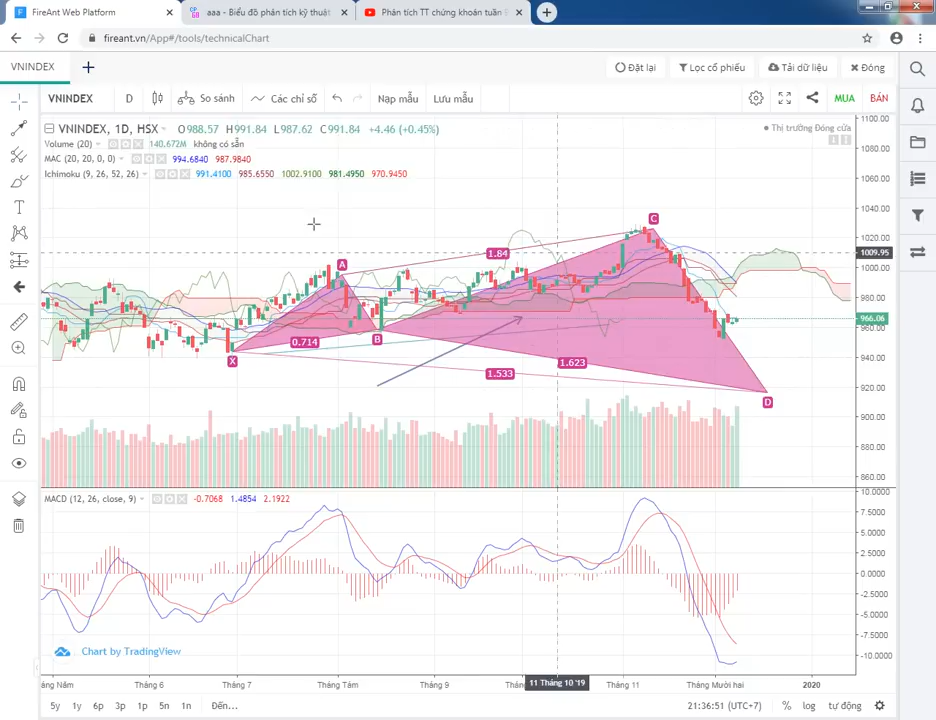 FireAnt Web Platform
aaa - Biểu đồ phân tích kỹ thuật
Phân tích TT chứng khoán tuần
fireant.vn/App#/tools/technicalChart
VNINDEX
Đặt lại
Lọc cổ phiếu
Tải dữ liệu
Đóng
VNINDEX D So sánh Các chỉ số Nạp mẫu Lưu mẫu MUA BÁN
VNINDEX, 1D, HSX O988.57 H991.84 L987.62 C991.84 +4.46 (+0.45%)
Thị trường Đóng cửa
Volume (20) 140.672M không có sẵn
MAC (20, 20, 0, 0) 994.6840 987.9840
Ichimoku (9, 26, 52, 26) 991.4100 985.6550 1002.9100 981.4950 970.9450
1100.00
1080.00
1060.00
1040.00
1020.00
1009.95
1000.00
980.00
966.06
960.00
940.00
920.00
900.00
880.00
860.00
C
1.84
A
B
0.714
X
1.623
1.533
D
MACD (12, 26, close, 9) -0.7068 1.4854 2.1922
10.0000
7.5000
5.0000
2.5000
0.0000
-2.5000
-5.0000
-7.5000
-10.0000
Chart by TradingView
áng Năm Tháng 6 Tháng 7 Tháng Tám Tháng 9 Thán 11 Tháng 10 '19 Tháng 11 Tháng Mười hai 2020
5y 1y 6p 3p 1p 5n 1n Đến...
21:36:51 (UTC+7) % log tự động